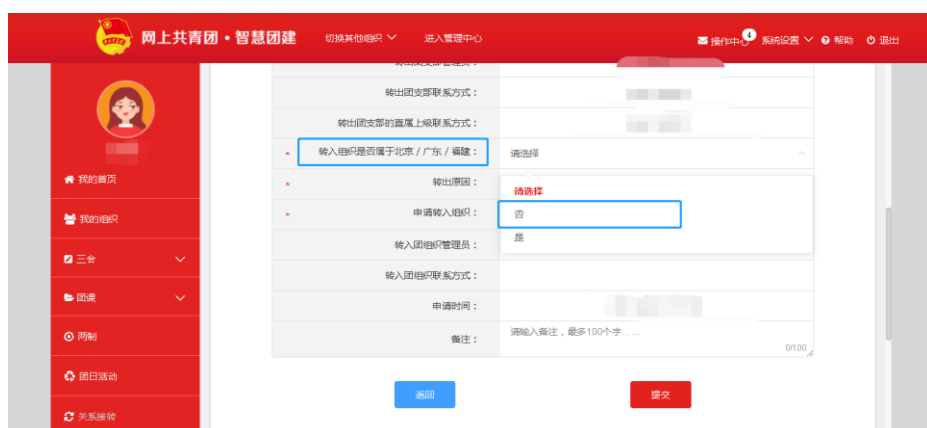 网上共青团·智慧团建
切换其他组织
进入管理中心
操作中心
4
系统设置
帮助
退出
转出团支部联系方式：
转出团支部的直属上级联系方式：
* 转入组织是否属于北京/广东/福建：
请选择
我的首页
* 转出原因：
请选择
我的组织
* 申请转入组织：
否
转入团组织管理员：
是
三会
转入团组织联系方式：
团课
申请时间：
两制
备注：
请输入备注，最多100个字……
0/100
团日活动
返回
提交
关系接转